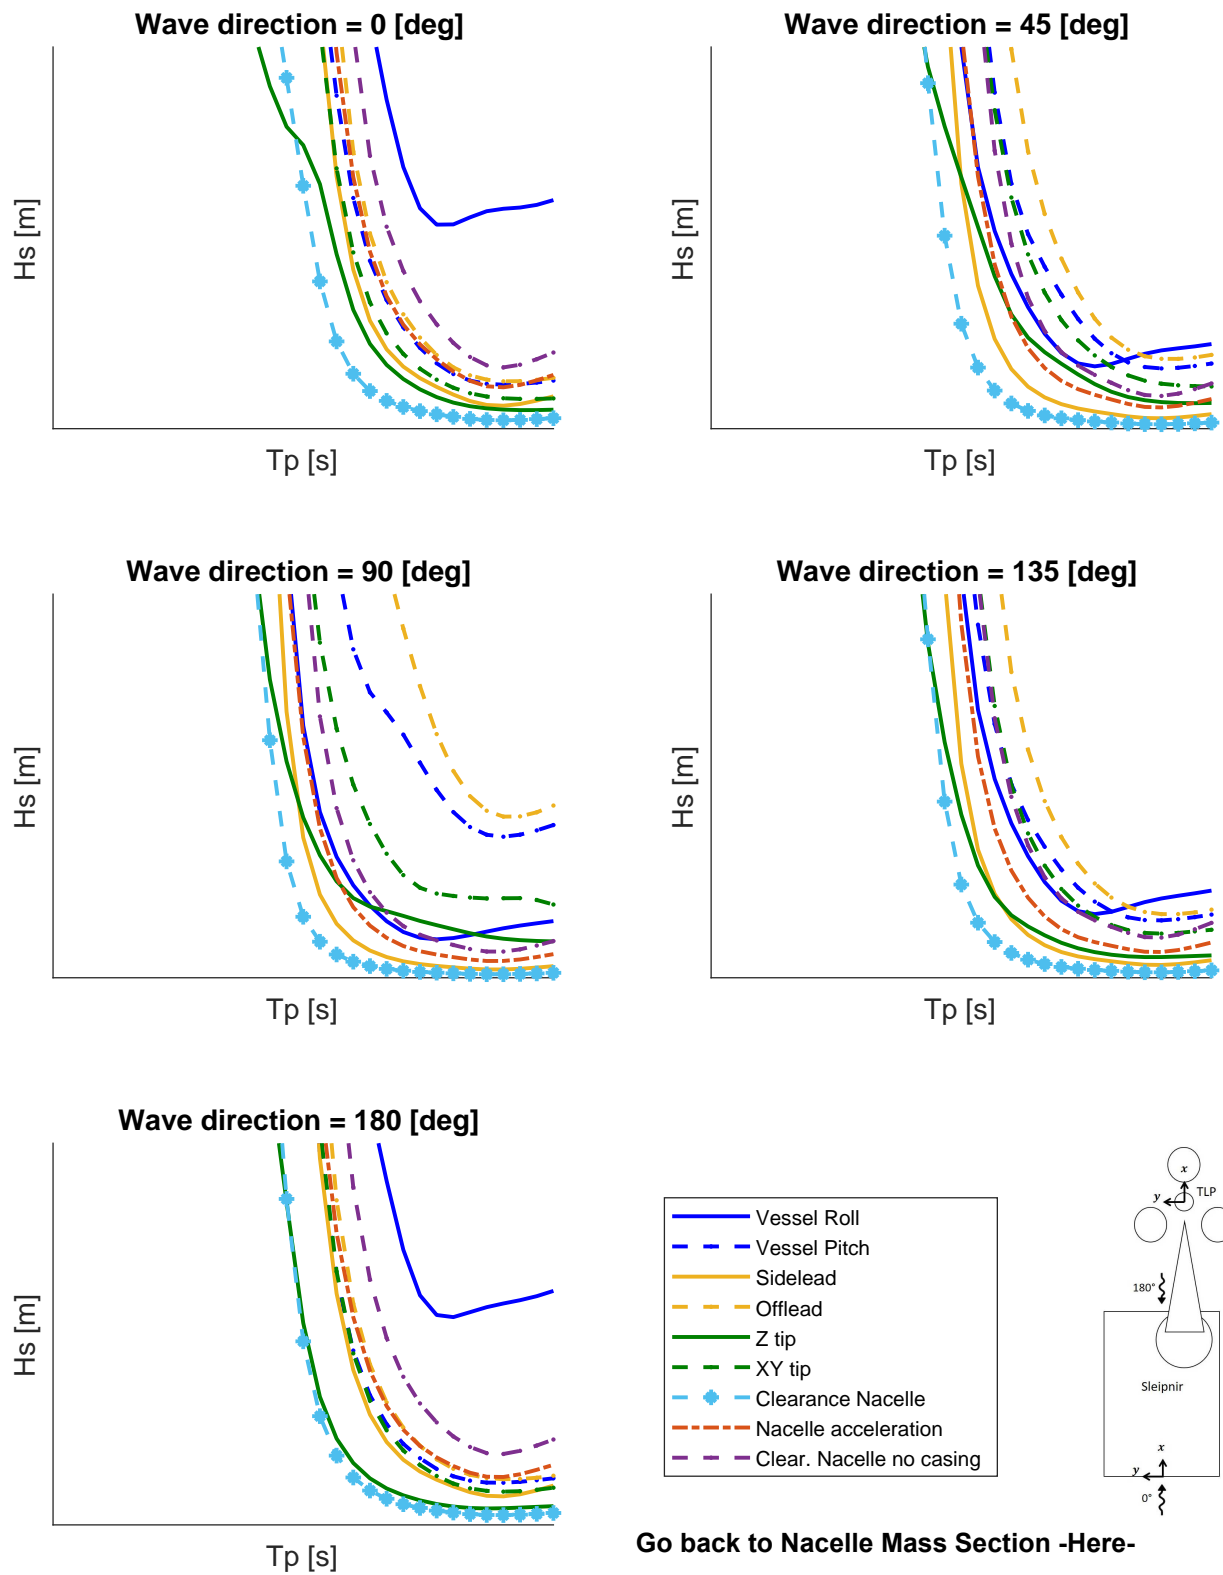 Wave direction = 0 [deg]
Hs [m]
Tp [s]
Wave direction = 45 [deg]
Hs [m]
Tp [s]
Wave direction = 90 [deg]
Hs [m]
Tp [s]
Wave direction = 135 [deg]
Hs [m]
Tp [s]
Wave direction = 180 [deg]
Hs [m]
Tp [s]
Vessel Roll
Vessel Pitch
Sidelead
Offlead
Z tip
XY tip
Clearance Nacelle
Nacelle acceleration
Clear. Nacelle no casing
x
TLP
y
180°
Sleipnir
x
y
0°
Go back to Nacelle Mass Section -Here-